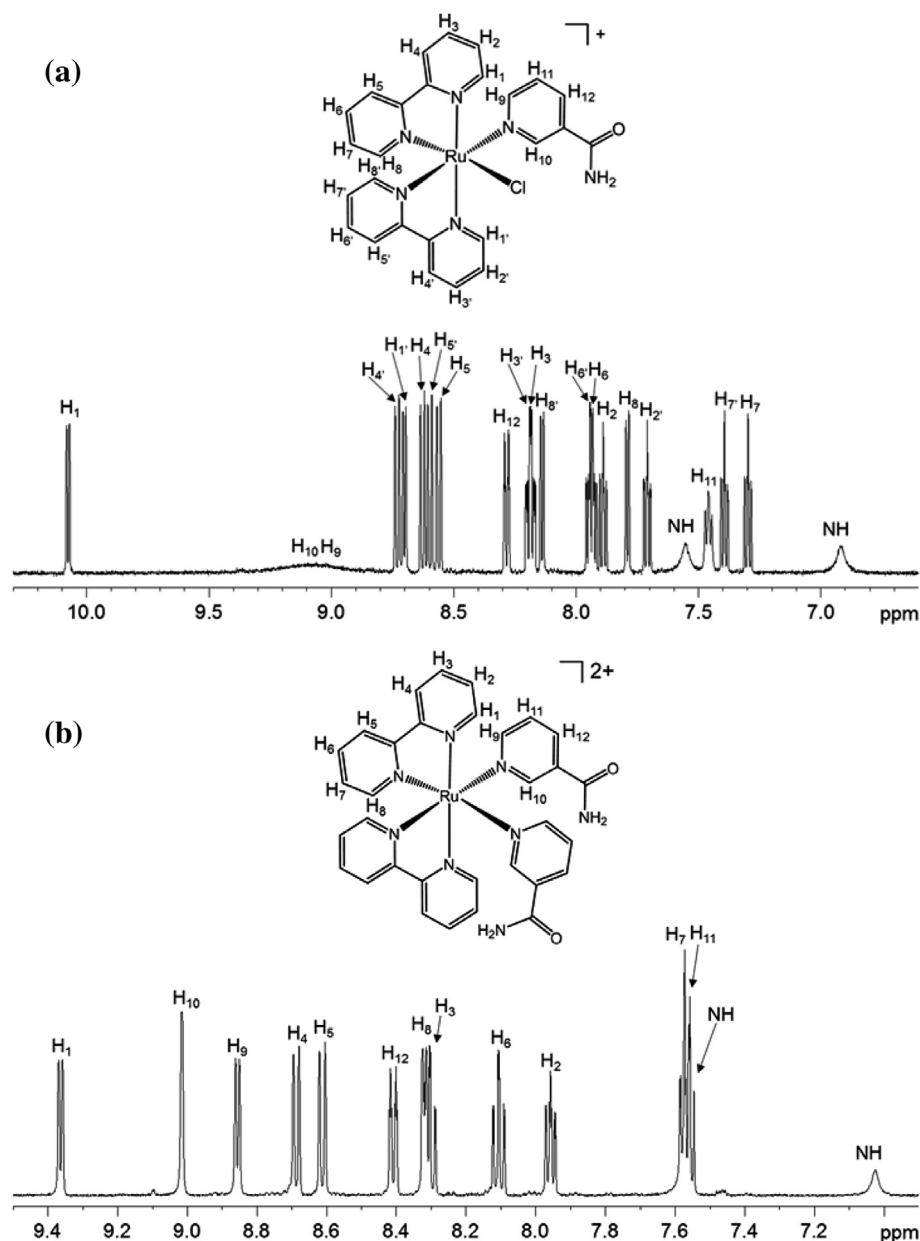 (a)
]+
H₃
H₄ H₂
H₅ H₁ H₁₁
H₆ N H₉ H₁₂
H₇ N N O
H₈'H₈ Ru H₁₀
H₇' N Cl NH₂
H₆' N H₁'
H₅' H₂'
H₄' H₃'
H₁ H₄' H₁' H₄ H₅' H₅ H₁₂ H₃' H₃ H₈' H₆' H₆ H₂ H₈ H₂' H₇' H₇
H₁₀ H₉ NH H₁₁ NH
10.0 9.5 9.0 8.5 8.0 7.5 7.0 ppm
(b)
]2+
H₃
H₄ H₂
H₅ H₁ H₁₁
H₆ N H₉ H₁₂
H₇ N N O
H₈ Ru H₁₀ NH₂
N N
N
H₂N O
H₁ H₁₀ H₉ H₄ H₅ H₁₂ H₈ H₃ H₆ H₂ H₇ H₁₁ NH NH
9.4 9.2 9.0 8.8 8.6 8.4 8.2 8.0 7.8 7.6 7.4 7.2 ppm